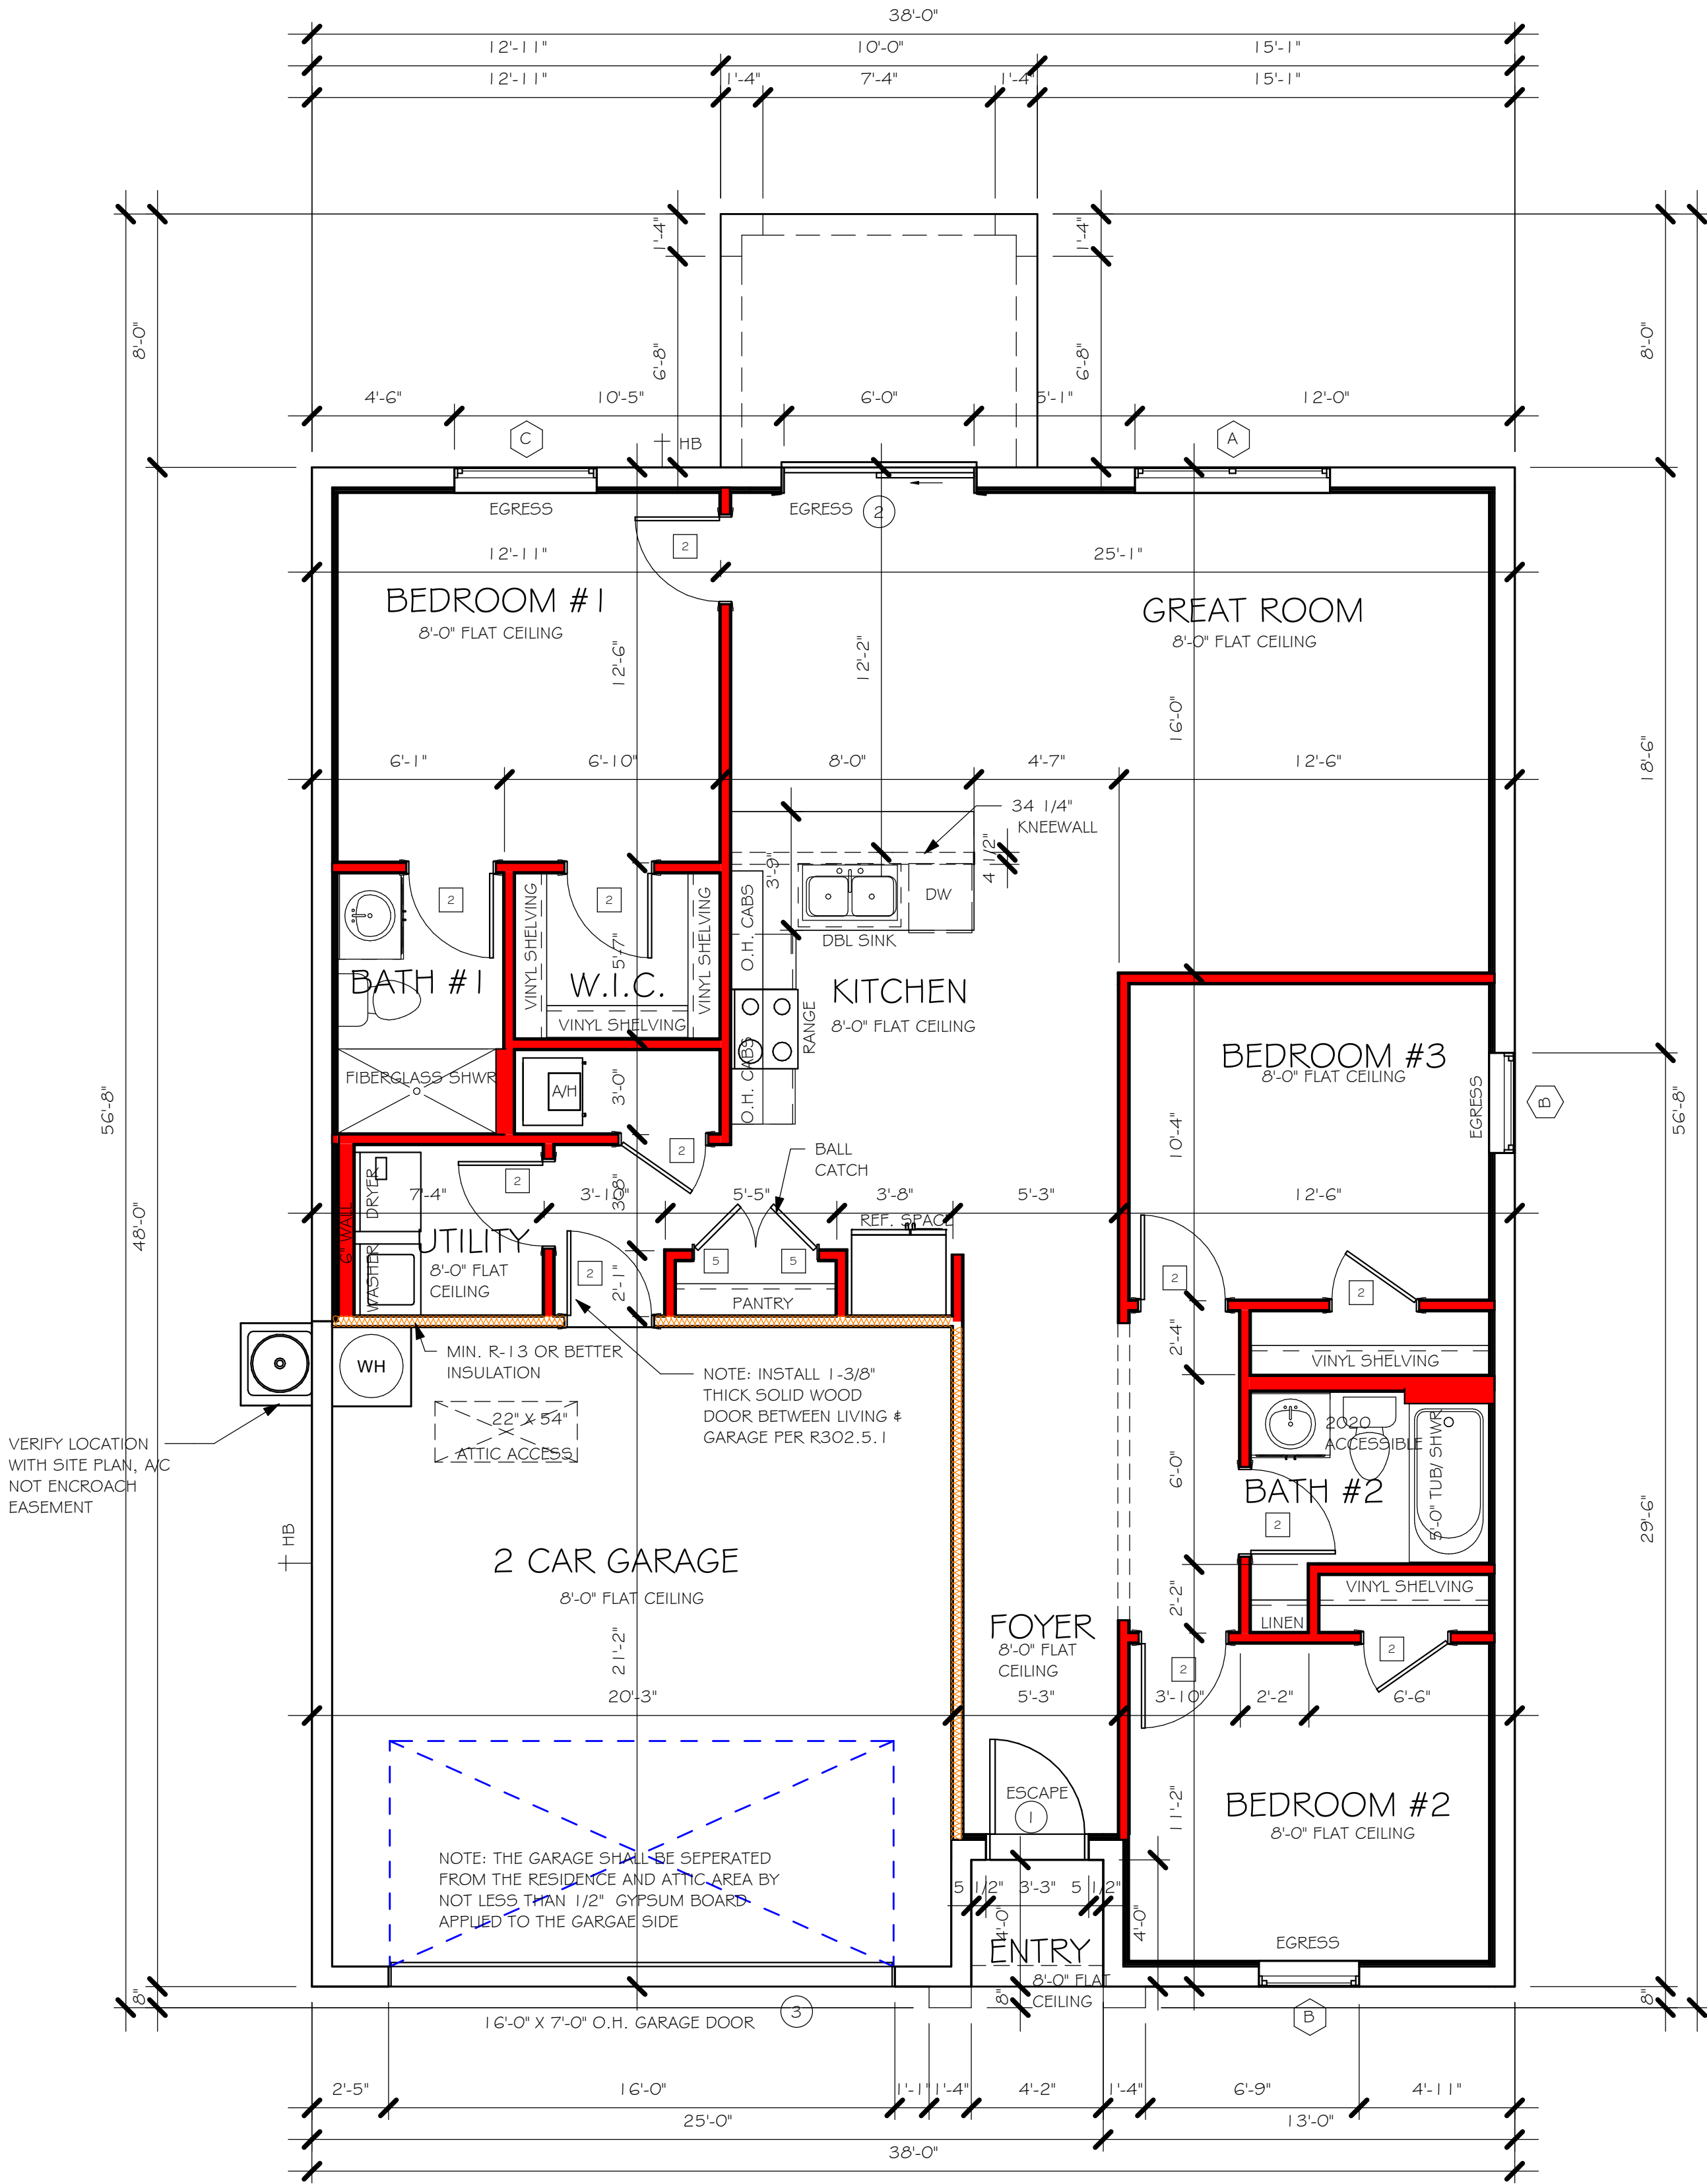 38'-0"
12'-11" 10'-0" 15'-1"
12'-11" 1'-4" 7'-4" 1'-4" 15'-1"
1'-4" 1'-4"
8'-0" 6'-8" 6'-8" 8'-0"
4'-6" 10'-5" 6'-0" 5'-1" 12'-0"
C HB A
EGRESS EGRESS 2
2
12'-11" 25'-1"
BEDROOM #1 GREAT ROOM
8'-0" FLAT CEILING 8'-0" FLAT CEILING
12'-6" 12'-2" 16'-0" 18'-6"
6'-1" 6'-10" 8'-0" 4'-7" 12'-6"
34 1/4"
KNEEWALL
3'-9" 4 1/2"
2 2 DW
VINYL SHELVING VINYL SHELVING O.H. CABS
DBL SINK
5'-7"
BATH #1 W.I.C. KITCHEN
VINYL SHELVING 8'-0" FLAT CEILING
RANGE
O.H. CABS
BEDROOM #3
8'-0" FLAT CEILING
FIBERGLASS SHWR A/H 3'-0"
EGRESS B
56'-8" 56'-8"
10'-4"
2 BALL
CATCH
2
DRYER 3'-8"
48'-0"
7'-4" 3'-10" 5'-5" 3'-8" 5'-3" 12'-6"
REF. SPACE
6" WALL UTILITY
8'-0" FLAT
CEILING
WASHER
2 5 5 2 2
2'-1" PANTRY
2'-4"
MIN. R-13 OR BETTER
INSULATION
WH
VINYL SHELVING
NOTE: INSTALL 1-3/8"
THICK SOLID WOOD
DOOR BETWEEN LIVING &
GARAGE PER R302.5.1
22" X 54"
ATTIC ACCESS
2020
ACCESSIBLE
5'-0" TUB/ SHWR
VERIFY LOCATION
WITH SITE PLAN, A/C
NOT ENCROACH
EASEMENT
6'-0"
BATH #2
2
HB
29'-6"
2 CAR GARAGE
8'-0" FLAT CEILING
2'-2"
VINYL SHELVING
LINEN
FOYER
8'-0" FLAT
CEILING
21'-2"
2 2
20'-3" 5'-3" 3'-10" 2'-2" 6'-6"
ESCAPE
1
11'-2"
BEDROOM #2
8'-0" FLAT CEILING
NOTE: THE GARAGE SHALL BE SEPERATED
FROM THE RESIDENCE AND ATTIC AREA BY
NOT LESS THAN 1/2" GYPSUM BOARD
APPLIED TO THE GARGAE SIDE
5 1/2" 3'-3" 5 1/2"
4'-0" 4'-0"
EGRESS
ENTRY
8'-0" FLAT
CEILING
8" 8" 8"
3 B
16'-0" X 7'-0" O.H. GARAGE DOOR
2'-5" 16'-0" 1'-1" 1'-4" 4'-2" 1'-4" 6'-9" 4'-11"
25'-0" 13'-0"
38'-0"